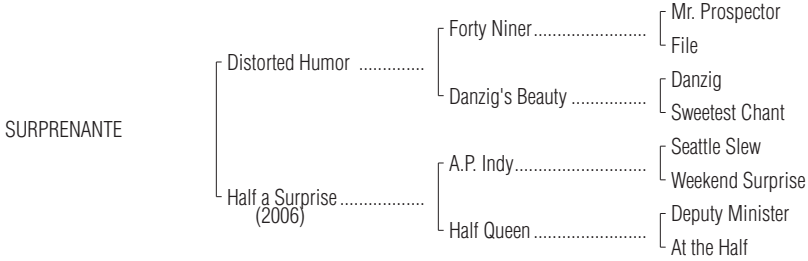 Mr. Prospector
Forty Niner........................
File
Distorted Humor ..............
Danzig
Danzig's Beauty ................
Sweetest Chant
SURPRENANTE
Seattle Slew
A.P. Indy............................
Weekend Surprise
Half a Surprise..................
(2006)
Deputy Minister
Half Queen........................
At the Half